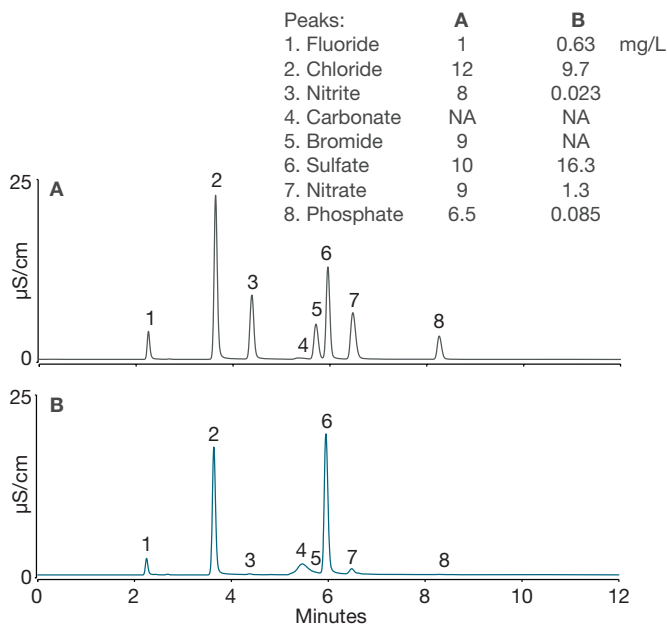 Peaks: A B
1. Fluoride 1 0.63 mg/L
2. Chloride 12 9.7
3. Nitrite 8 0.023
4. Carbonate NA NA
5. Bromide 9 NA
6. Sulfate 10 16.3
7. Nitrate 9 1.3
8. Phosphate 6.5 0.085
25
A
µS/cm
0
1
2
3
4
5
6
7
8
25
B
µS/cm
0
1
2
3
4
5
6
7
8
0 2 4 6 8 10 12
Minutes